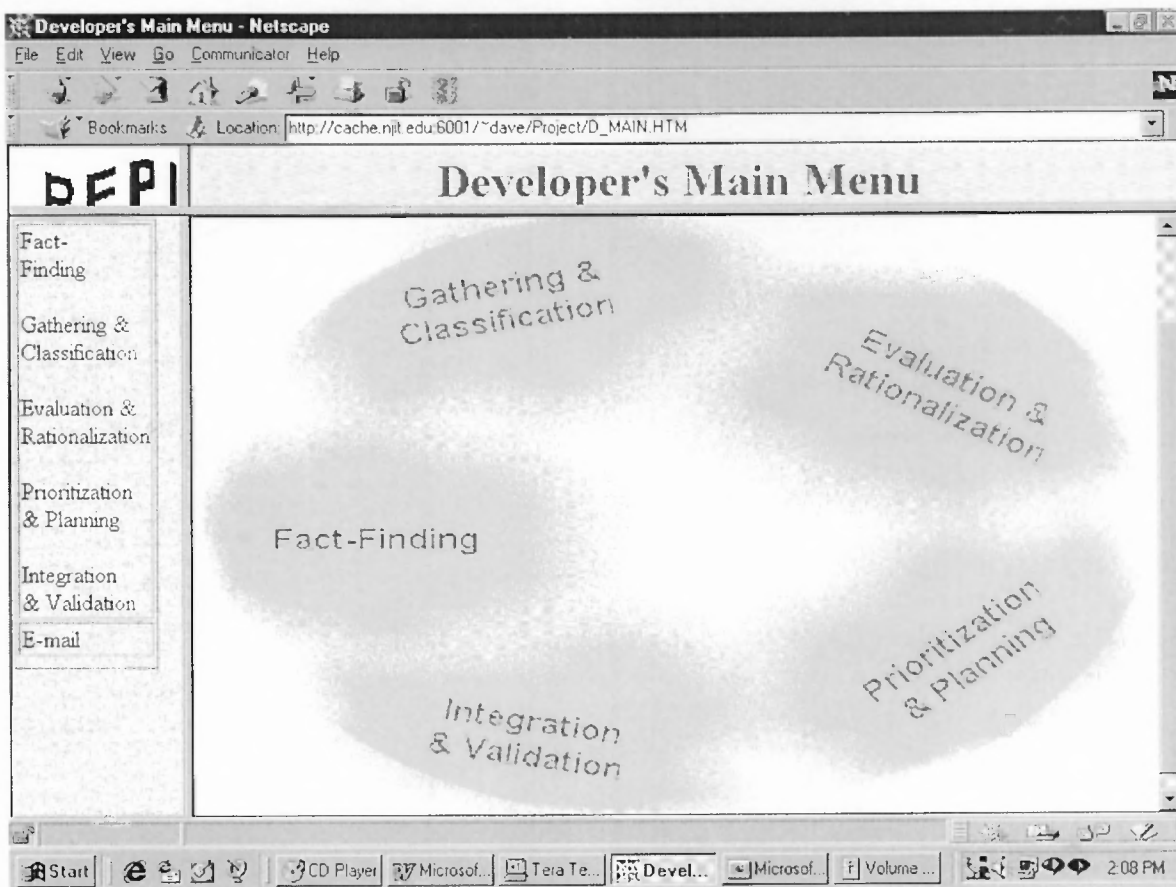 Developer's Main Menu - Netscape
File Edit View Go Communicator Help
Bookmarks Location: http://cache.njit.edu:6001/~dave/Project/D_MAIN.HTM
N
Developer's Main Menu
Fact-
Finding
Gathering &
Classification
Evaluation &
Rationalization
Prioritization
& Planning
Integration
& Validation
E-mail
Gathering &
Classification
Evaluation &
Rationalization
Fact-Finding
Prioritization
& Planning
Integration
& Validation
Start CD Player Microsof... Tera Te... Devel... Microsof... Volume ... 2:08 PM